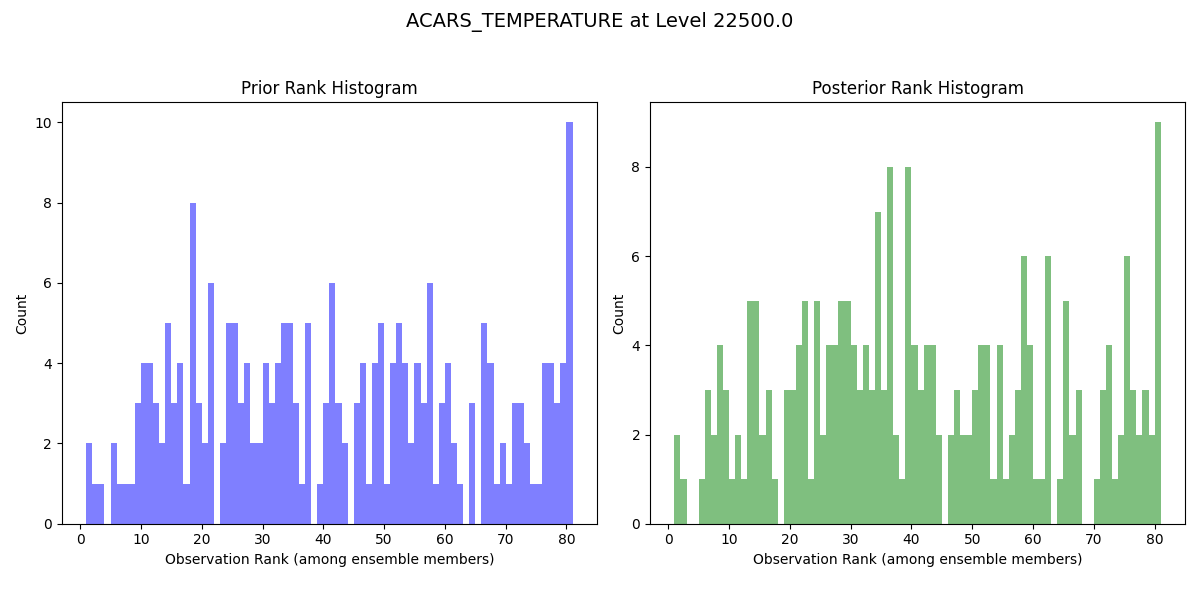 ACARS_TEMPERATURE at Level 22500.0
Prior Rank Histogram
Count
10
8
6
4
2
0
0 10 20 30 40 50 60 70 80
Observation Rank (among ensemble members)
Posterior Rank Histogram
Count
8
6
4
2
0
0 10 20 30 40 50 60 70 80
Observation Rank (among ensemble members)